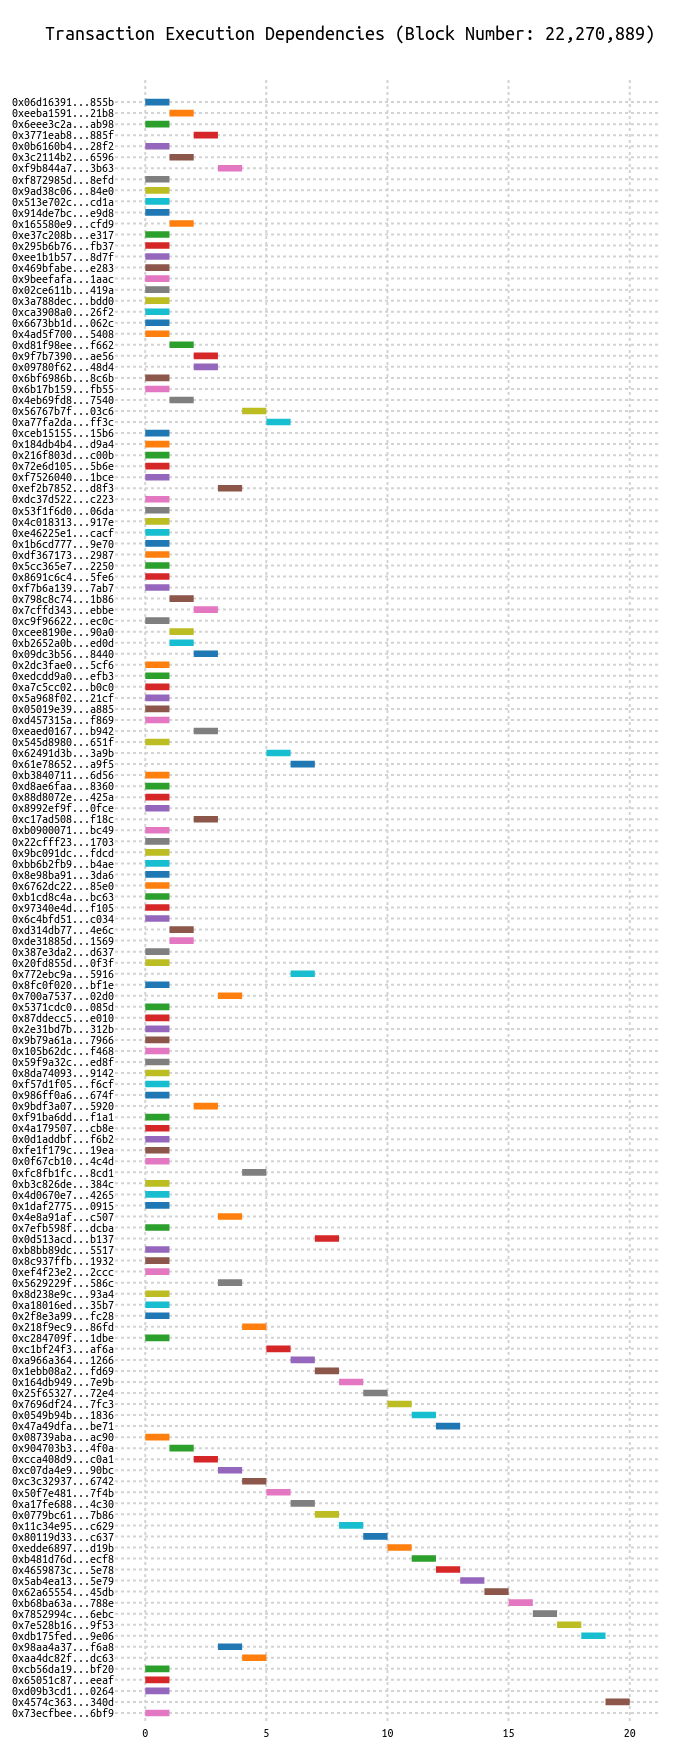 Transaction Execution Dependencies (Block Number: 22,270,889)
0x06d16391...855b
0xeeba1591...21b8
0x6eee3c2a...ab98
0x3771eab8...885f
0x0b6160b4...28f2
0x3c2114b2...6596
0xf9b844a7...3b63
0xf872985d...8efd
0x9ad38c06...84e0
0x513e702c...cd1a
0x914de7bc...e9d8
0x165580e9...cfd9
0xe37c208b...e317
0x295b6b76...fb37
0xee1b1b57...8d7f
0x469bfabe...e283
0x9beefafa...1aac
0x02ce611b...419a
0x3a788dec...bdd0
0xca3908a0...26f2
0x6673bb1d...062c
0x4ad5f700...5408
0xd81f98ee...f662
0x9f7b7390...ae56
0x09780f62...48d4
0x6bf6986b...8c6b
0x6b17b159...fb55
0x4eb69fd8...7540
0x56767b7f...03c6
0xa77fa2da...ff3c
0xceb15155...15b6
0x184db4b4...d9a4
0x216f803d...c00b
0x72e6d105...5b6e
0xf7526040...1bce
0xef2b7852...d8f3
0xdc37d522...c223
0x53f1f6d0...06da
0x4c018313...917e
0xe46225e1...cacf
0x1b6cd777...9e70
0xdf367173...2987
0x5cc365e7...2250
0x8691c6c4...5fe6
0xf7b6a139...7ab7
0x798c8c74...1b86
0x7cffd343...ebbe
0xc9f96622...ec0c
0xcee8190e...90a0
0xb2652a0b...ed0d
0x09dc3b56...8440
0x2dc3fae0...5cf6
0xedcdd9a0...efb3
0xa7c5cc02...b0c0
0x5a968f02...21cf
0x05019e39...a885
0xd457315a...f869
0xeaed0167...b942
0x545d8980...651f
0x62491d3b...3a9b
0x61e78652...a9f5
0xb3840711...6d56
0xd8ae6faa...8360
0x88d8072e...425a
0x8992ef9f...0fce
0xc17ad508...f18c
0xb0900071...bc49
0x22cfff23...1703
0x9bc091dc...fdcd
0xbb6b2fb9...b4ae
0x8e98ba91...3da6
0x6762dc22...85e0
0xb1cd8c4a...bc63
0x97340e4d...f105
0x6c4bfd51...c034
0xd314db77...4e6c
0xde31885d...1569
0x387e3da2...d637
0x20fd855d...0f3f
0x772ebc9a...5916
0x8fc0f020...bf1e
0x700a7537...02d0
0x5371cdc0...085d
0x87ddecc5...e010
0x2e31bd7b...312b
0x9b79a61a...7966
0x105b62dc...f468
0x59f9a32c...ed8f
0x8da74093...9142
0xf57d1f05...f6cf
0x986ff0a6...674f
0x9bdf3a07...5920
0xf91ba6dd...f1a1
0x4a179507...cb8e
0x0d1addbf...f6b2
0xfe1f179c...19ea
0x0f67cb10...4c4d
0xfc8fb1fc...8cd1
0xb3c826de...384c
0x4d0670e7...4265
0x1daf2775...0915
0x4e8a91af...c507
0x7efb598f...dcba
0x0d513acd...b137
0xb8bb89dc...5517
0x8c937ffb...1932
0xef4f23e2...2ccc
0x5629229f...586c
0x8d238e9c...93a4
0xa18016ed...35b7
0x2f8e3a99...fc28
0x218f9ec9...86fd
0xc284709f...1dbe
0xc1bf24f3...af6a
0xa966a364...1266
0x1ebb08a2...fd69
0x164db949...7e9b
0x25f65327...72e4
0x7696df24...7fc3
0x0549b94b...1836
0x47a49dfa...be71
0x08739aba...ac90
0x904703b3...4f0a
0xcca408d9...c0a1
0xc07da4e9...90bc
0xc3c32937...6742
0x50f7e481...7f4b
0xa17fe688...4c30
0x0779bc61...7b86
0x11c34e95...c629
0x80119d33...c637
0xedde6897...d19b
0xb481d76d...ecf8
0x4659873c...5e78
0x5ab4ea13...5e79
0x62a65554...45db
0xb68ba63a...788e
0x7852994c...6ebc
0x7e528b16...9f53
0xdb175fed...9e06
0x98aa4a37...f6a8
0xaa4dc82f...dc63
0xcb56da19...bf20
0x65051c87...eeaf
0xd09b3cd1...0264
0x4574c363...340d
0x73ecfbee...6bf9
0 5 10 15 20